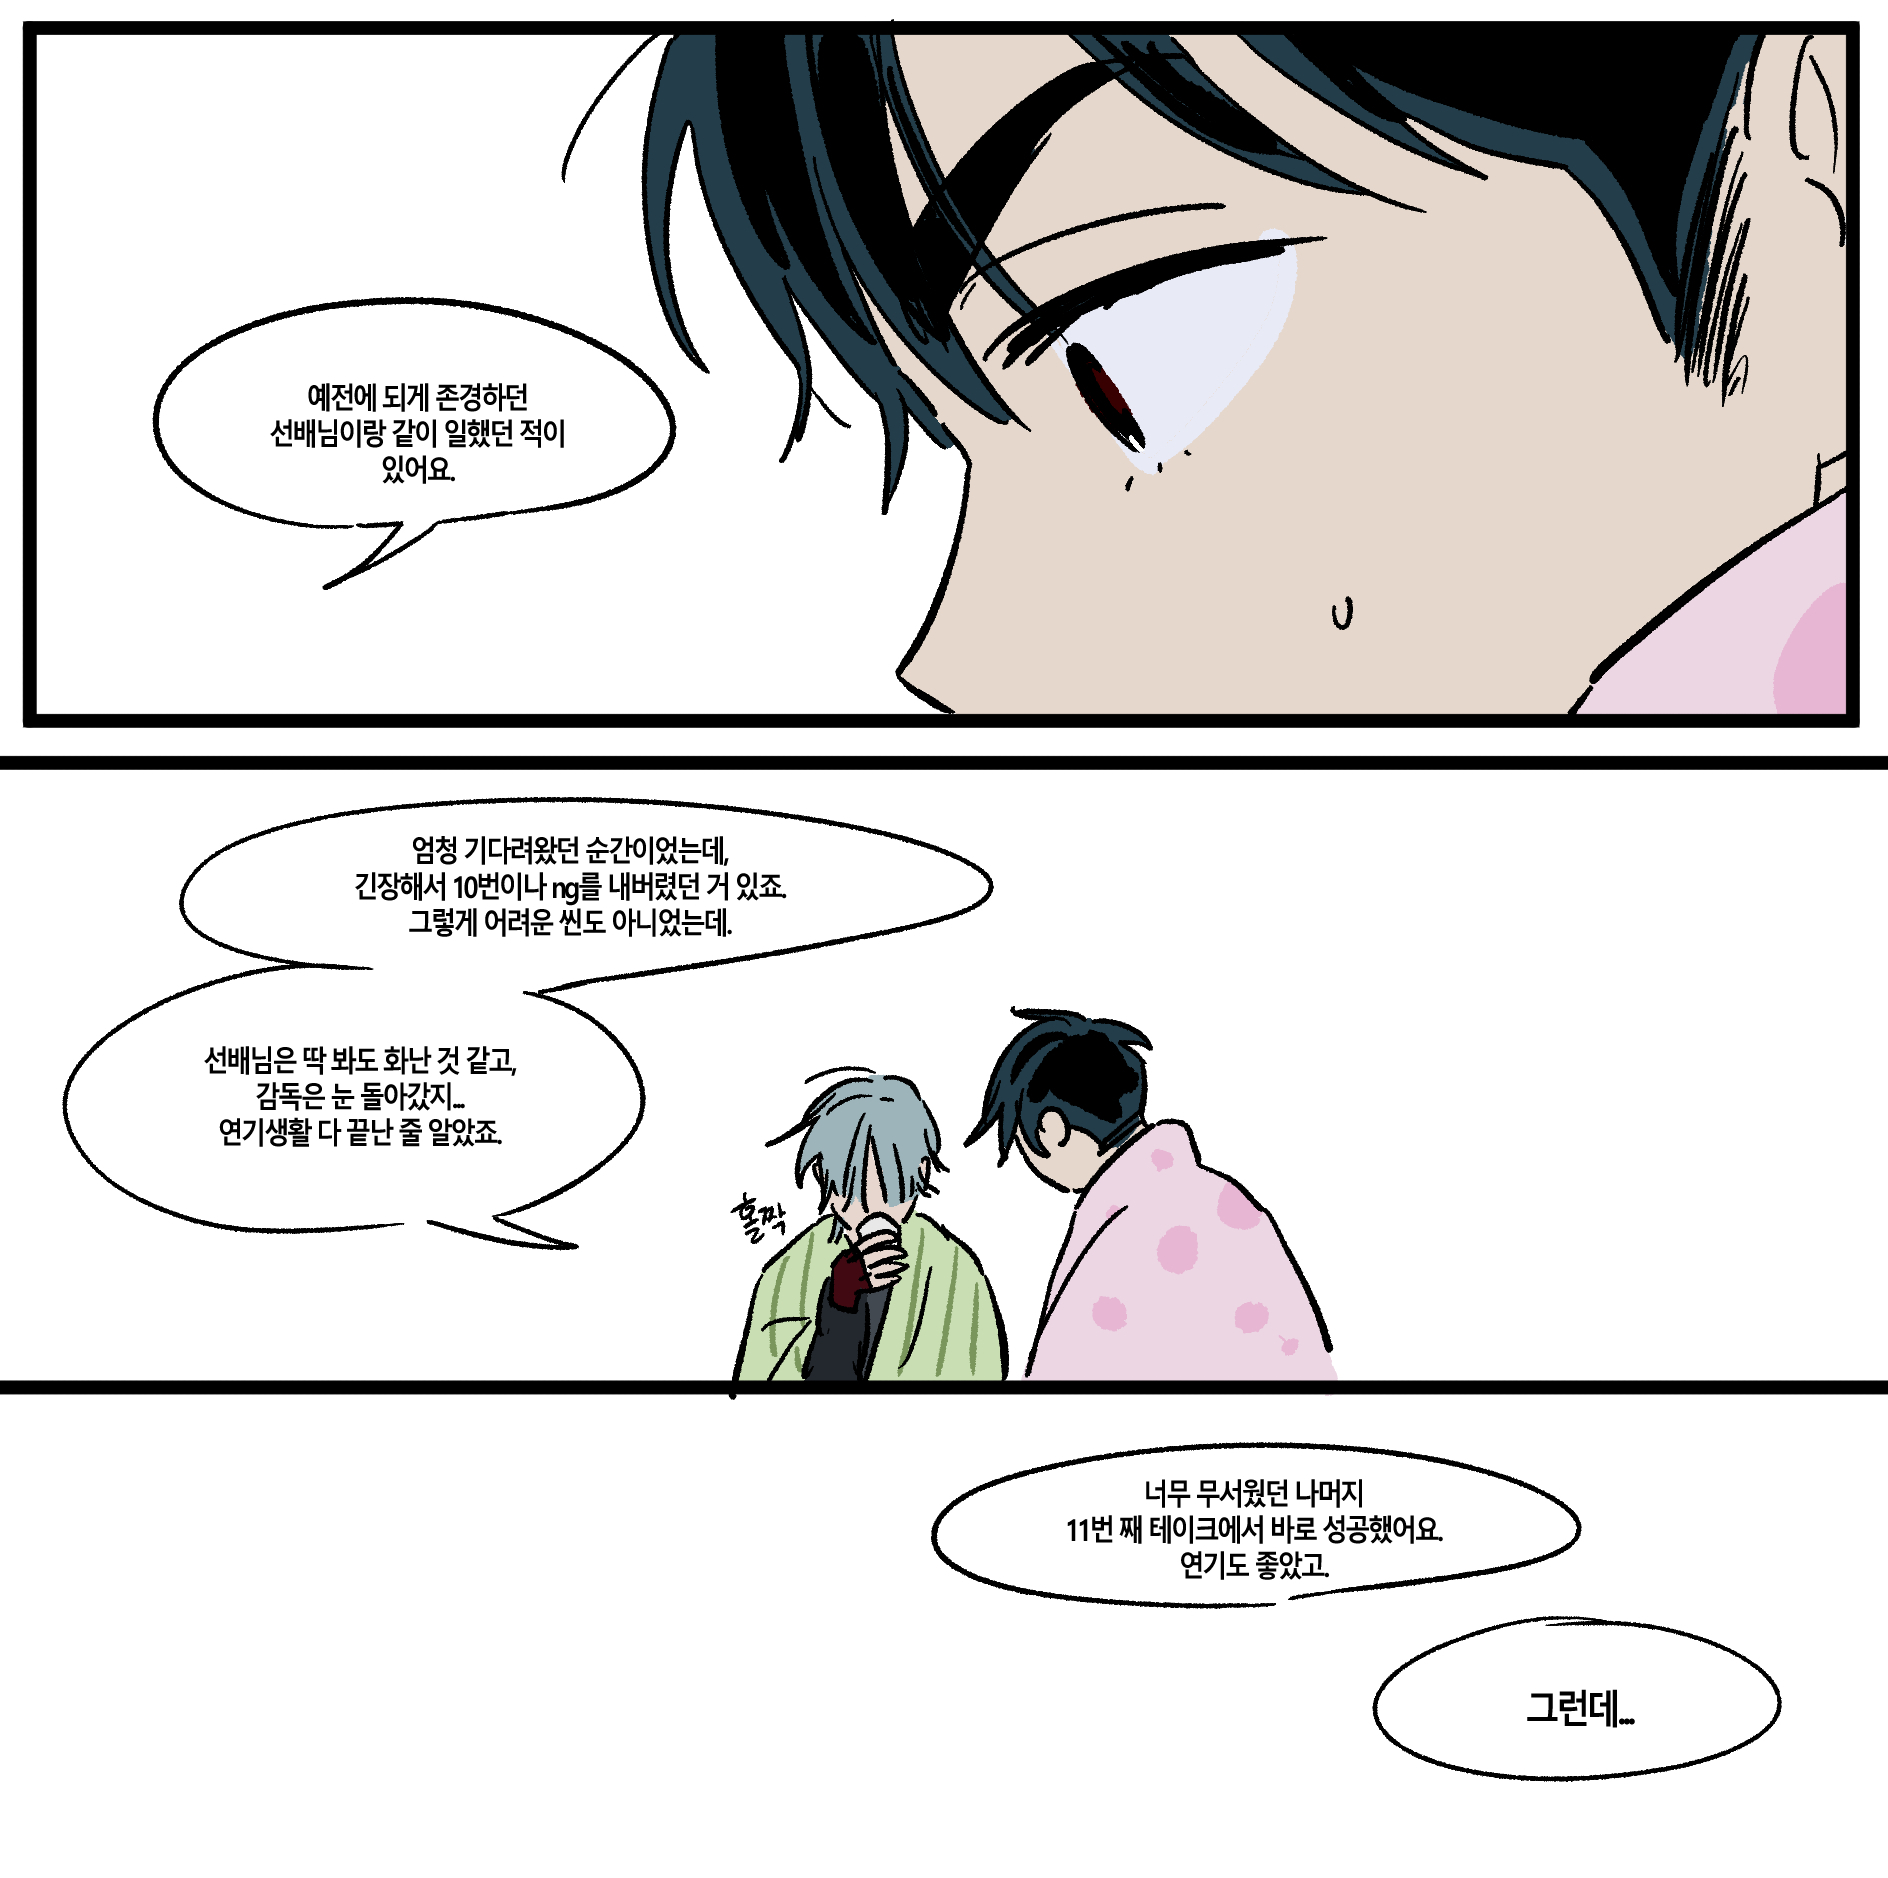 예전에 되게 존경하던
선배님이랑 같이 일했던 적이
있어요.
엄청 기다려왔던 순간이었는데,
긴장해서 10번이나 ng를 내버렸던 거 있죠.
그렇게 어려운 씬도 아니었는데.
선배님은 딱 봐도 화난 것 같고,
감독은 눈 돌아갔지...
연기생활 다 끝난 줄 알았죠.
홀짝
너무 무서웠던 나머지
11번 째 테이크에서 바로 성공했어요.
연기도 좋았고.
그런데...